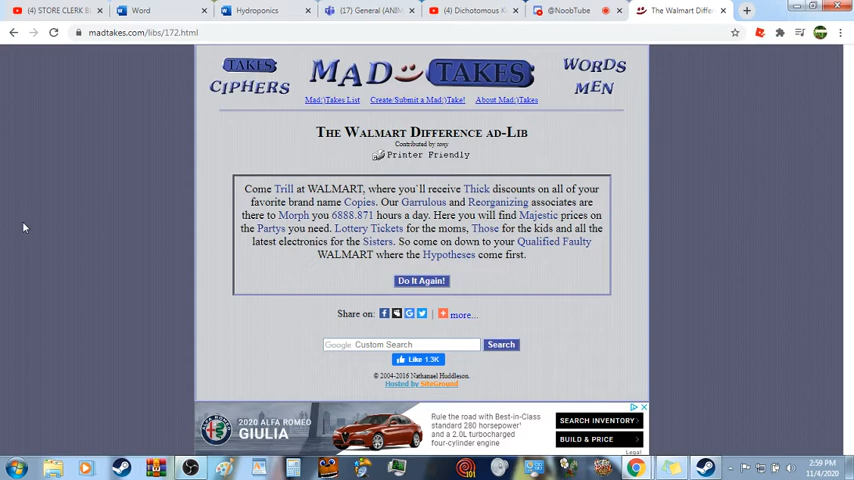 (4) STORE CLERK B
Word
Hydroponics
(17) General (ANIM
(4) Dichotomous K
@NoobTube
The Walmart Differ
madtakes.com/libs/172.html
TAKES
CIPHERS
MAD TAKES
WORDS
MEN
Mad:)Takes List
Create/Submit a Mad:)Take!
About Mad:)Takes
THE WALMART DIFFERENCE AD-LIB
Contributed by tony
Printer Friendly
Come Trill at WALMART, where you'll receive Thick discounts on all of your
favorite brand name Copies. Our Garrulous and Reorganizing associates are
there to Morph you 6888.871 hours a day. Here you will find Majestic prices on
the Partys you need. Lottery Tickets for the moms, Those for the kids and all the
latest electronics for the Sisters. So come on down to your Qualified Faulty
WALMART where the Hypotheses come first.
Do It Again!
Share on:
more...
Google Custom Search
Search
Like 1.3K
© 2004-2016 Nathanael Huddleson.
Hosted by SiteGround
2020 ALFA ROMEO
GIULIA
Rule the road with Best-in-Class
standard 280 horsepower¹
and a 2.0L turbocharged
four-cylinder engine
SEARCH INVENTORY
BUILD & PRICE
Legal
2:59 PM
11/4/2020